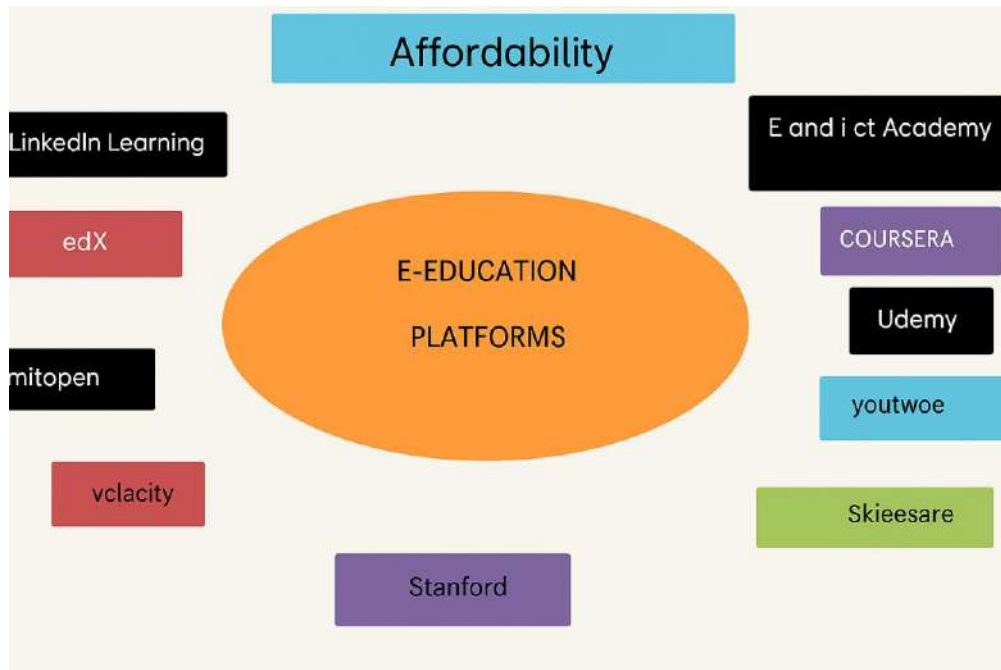 Affordability
LinkedIn Learning
E and i ct Academy
edX
COURSERA
E-EDUCATION
PLATFORMS
Udemy
mitopen
youtwoe
vclacity
Skieesare
Stanford